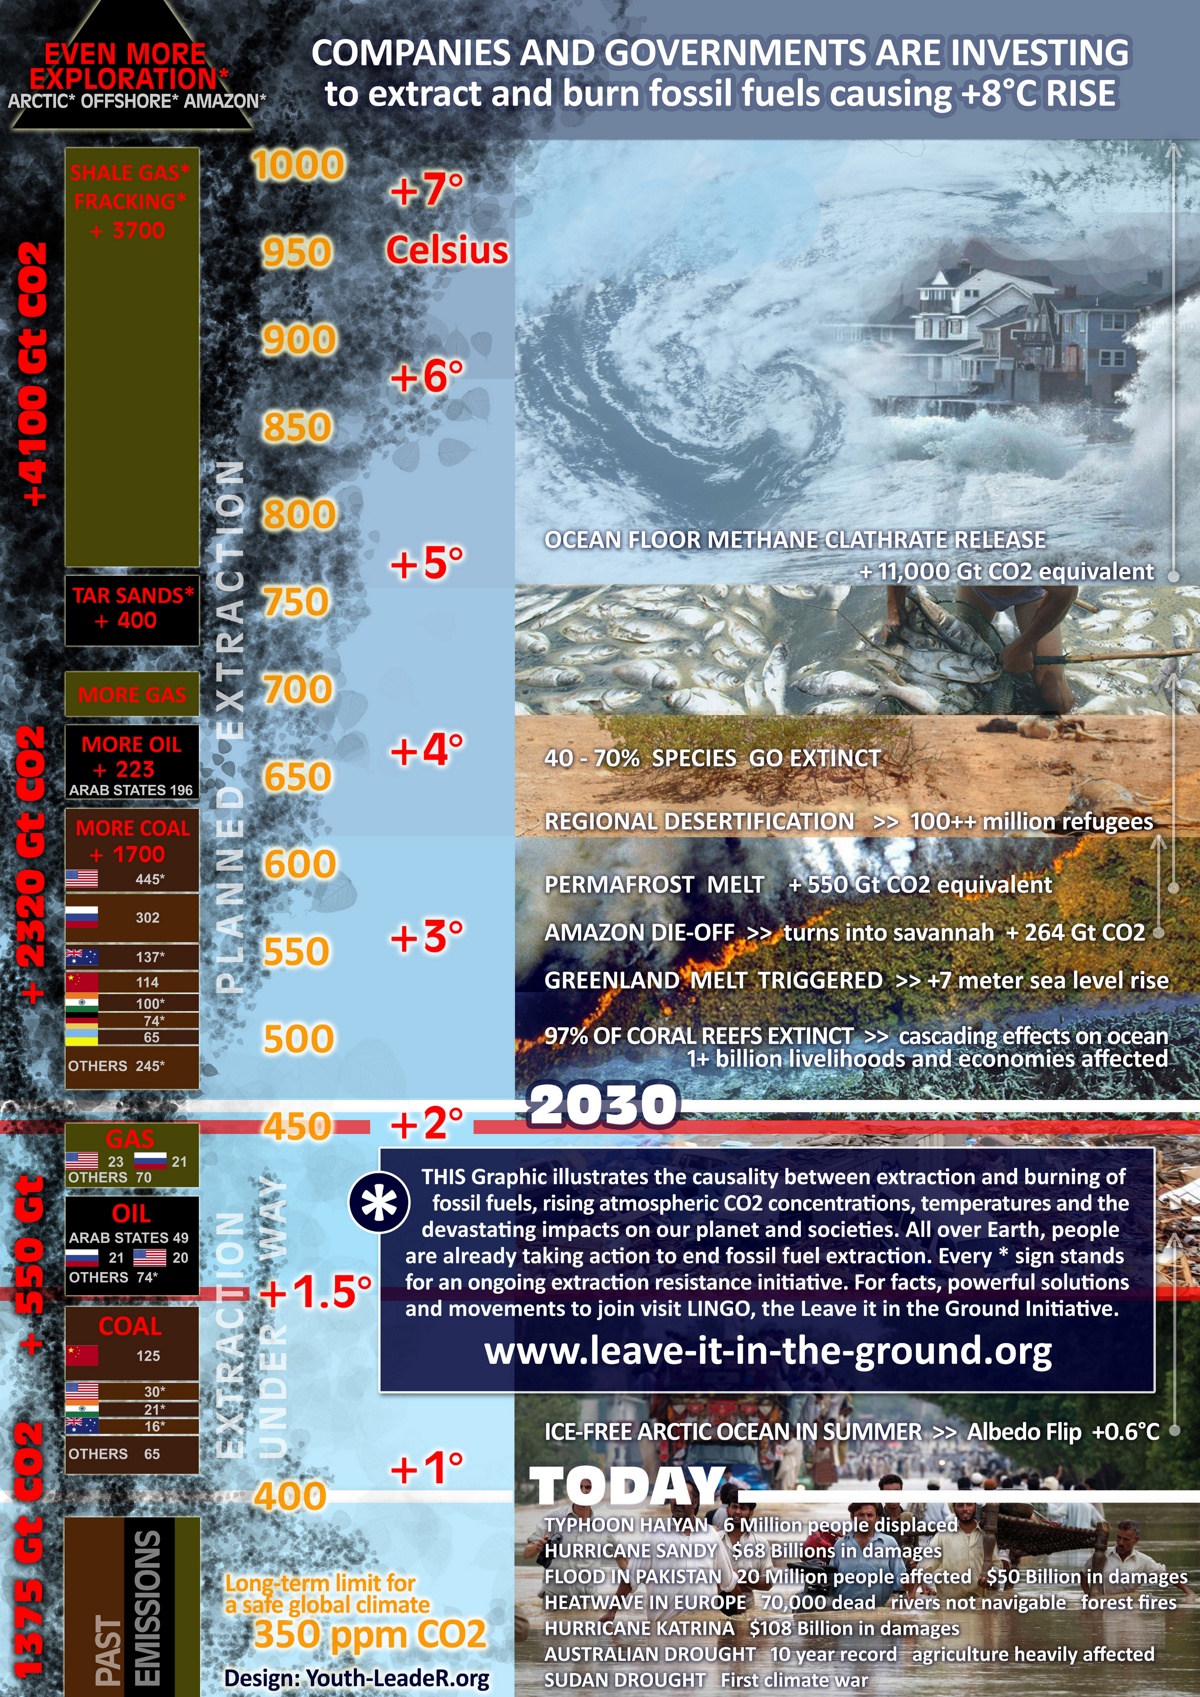 EVEN MORE
EXPLORATION*
ARCTIC* OFFSHORE* AMAZON*
COMPANIES AND GOVERNMENTS ARE INVESTING
to extract and burn fossil fuels causing +8°C RISE
+4100 Gt CO2
SHALE GAS*
FRACKING*
+ 3700
TAR SANDS*
+ 400
+ 2320 Gt CO2
MORE GAS
MORE OIL
+ 223
ARAB STATES 196
MORE COAL
+ 1700
445*
302
137*
114
100*
74*
65
OTHERS 245*
PLANNED EXTRACTION
+ 550 Gt
GAS
23 21
OTHERS 70
OIL
ARAB STATES 49
21 20
OTHERS 74*
COAL
125
30*
21*
16*
OTHERS 65
EXTRACTION
UNDER WAY
1375 Gt CO2
PAST
EMISSIONS
1000
950
900
850
800
750
700
650
600
550
500
450
400
+7°
Celsius
+6°
+5°
+4°
+3°
+2°
+1.5°
+1°
Long-term limit for
a safe global climate
350 ppm CO2
Design: Youth-LeadeR.org
OCEAN FLOOR METHANE CLATHRATE RELEASE
+ 11,000 Gt CO2 equivalent
40 - 70% SPECIES GO EXTINCT
REGIONAL DESERTIFICATION >> 100++ million refugees
PERMAFROST MELT + 550 Gt CO2 equivalent
AMAZON DIE-OFF >> turns into savannah + 264 Gt CO2
GREENLAND MELT TRIGGERED >> +7 meter sea level rise
97% OF CORAL REEFS EXTINCT >> cascading effects on ocean
1+ billion livelihoods and economies affected
2030
*
THIS Graphic illustrates the causality between extraction and burning of
fossil fuels, rising atmospheric CO2 concentrations, temperatures and the
devastating impacts on our planet and societies. All over Earth, people
are already taking action to end fossil fuel extraction. Every * sign stands
for an ongoing extraction resistance initiative. For facts, powerful solutions
and movements to join visit LINGO, the Leave it in the Ground Initiative.
www.leave-it-in-the-ground.org
ICE-FREE ARCTIC OCEAN IN SUMMER >> Albedo Flip +0.6°C
TODAY
TYPHOON HAIYAN 6 Million people displaced
HURRICANE SANDY $68 Billions in damages
FLOOD IN PAKISTAN 20 Million people affected $50 Billion in damages
HEATWAVE IN EUROPE 70,000 dead rivers not navigable forest fires
HURRICANE KATRINA $108 Billion in damages
AUSTRALIAN DROUGHT 10 year record agriculture heavily affected
SUDAN DROUGHT First climate war